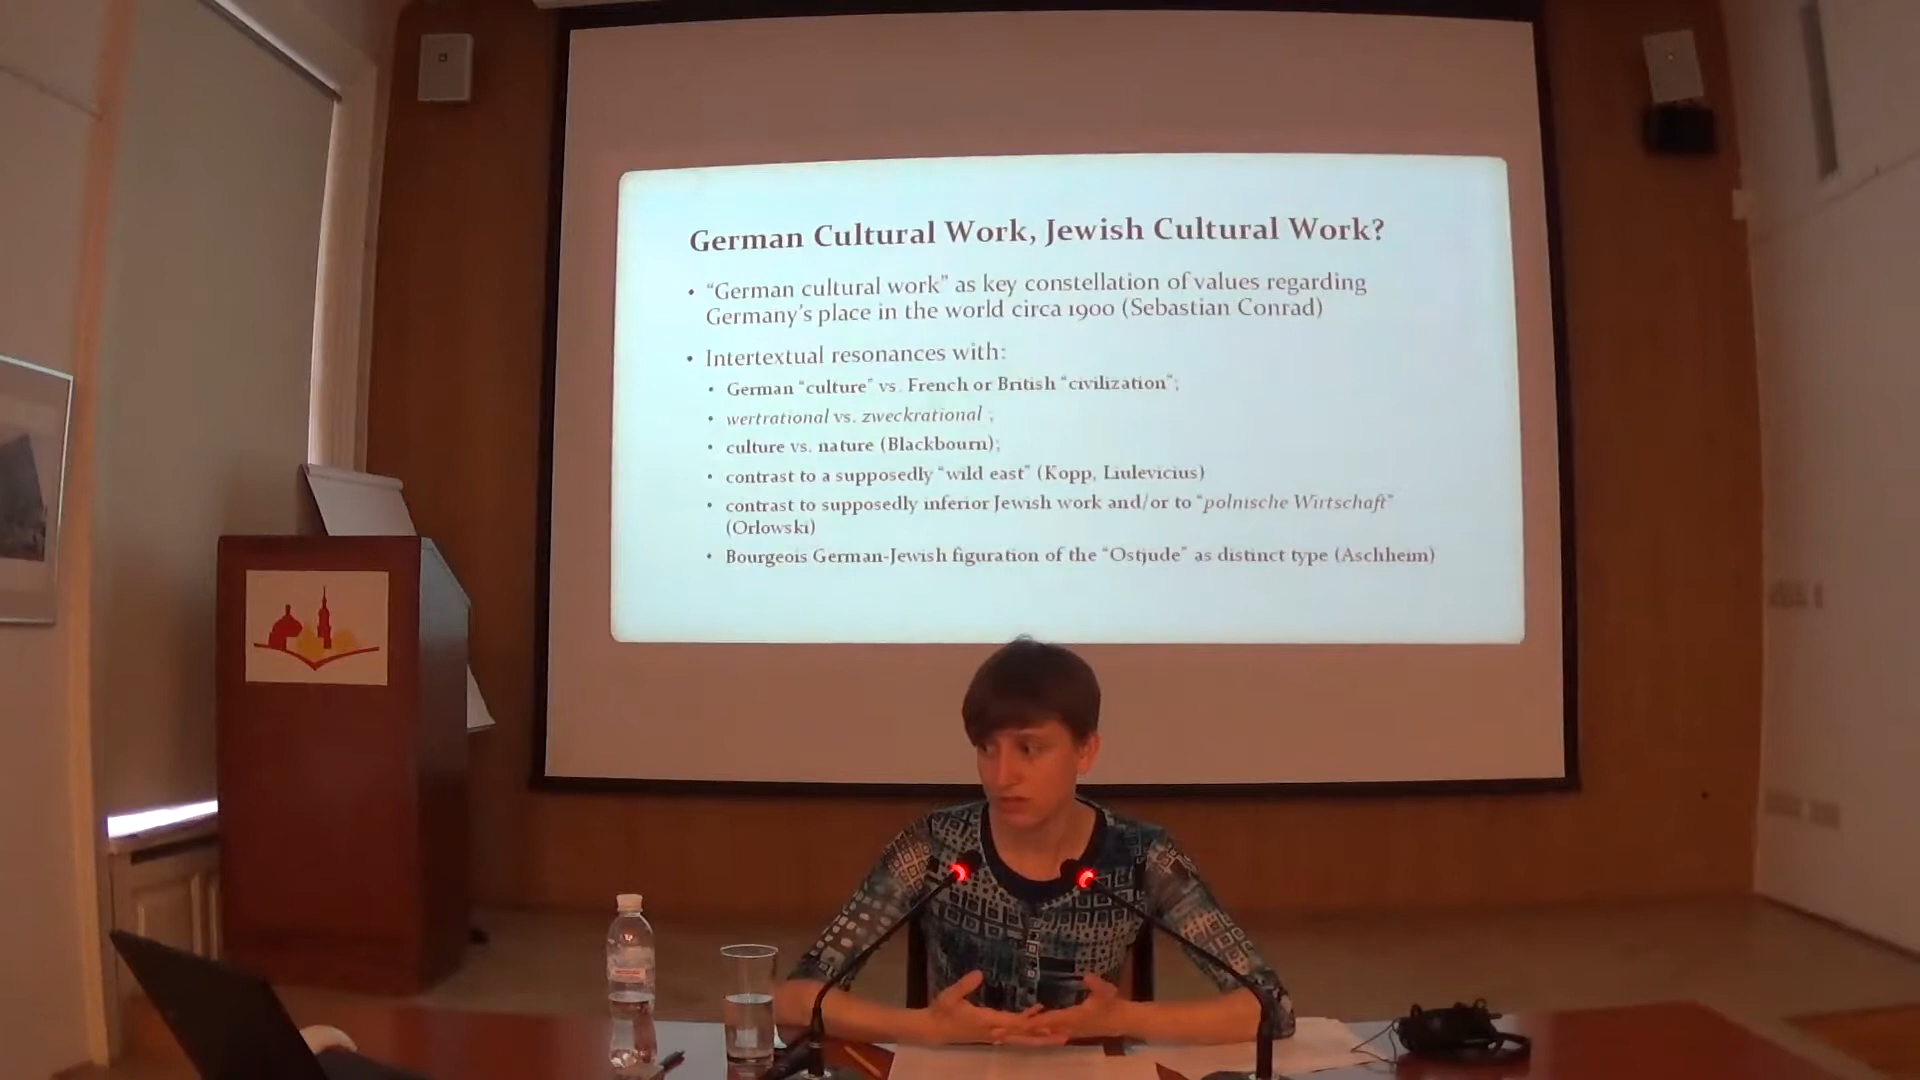 German Cultural Work, Jewish Cultural Work?
• “German cultural work” as key constellation of values regarding
Germany's place in the world circa 1900 (Sebastian Conrad)
• Intertextual resonances with:
• German “culture” vs. French or British “civilization”;
• wertrational vs. zweckrational ;
• culture vs. nature (Blackbourn);
• contrast to a supposedly “wild east” (Kopp, Liulevicius)
• contrast to supposedly inferior Jewish work and/or to “polnische Wirtschaft”
(Orlowski)
• Bourgeois German-Jewish figuration of the “Ostjude” as distinct type (Aschheim)